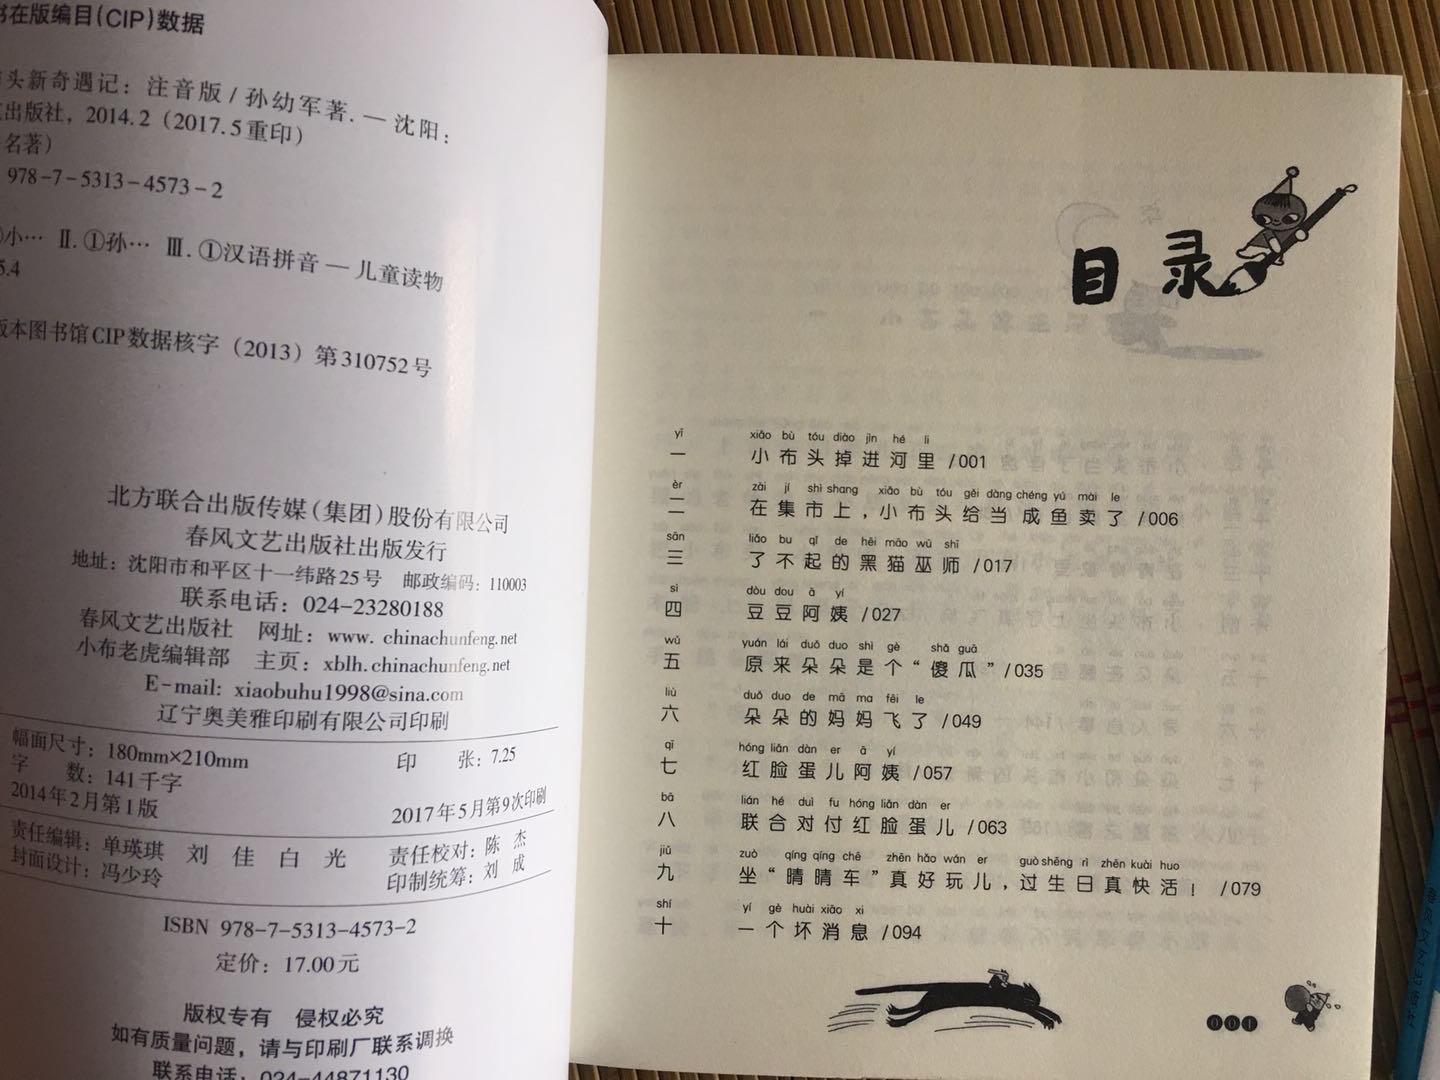 书在版编目(CIP)数据
头新奇遇记：注音版/孙幼军著.—沈阳：
出版社，2014.2（2017.5重印）
名著）
978-7-5313-4573-2
①小… Ⅱ.①孙… Ⅲ.①汉语拼音—儿童读物
5.4
版本图书馆CIP数据核字（2013）第310752号
北方联合出版传媒（集团）股份有限公司
春风文艺出版社出版发行
地址：沈阳市和平区十一纬路25号 邮政编码：110003
联系电话：024-23280188
春风文艺出版社 网址：www. chinachunfeng.net
小布老虎编辑部 主页：xblh.chinachunfeng.net
E-mail: xiaobuhu1998@sina.com
辽宁奥美雅印刷有限公司印刷
幅面尺寸：180mm×210mm 印 张：7.25
字 数：141千字
2014年2月第1版 2017年5月第9次印刷
责任编辑：单瑛琪 刘 佳 白 光 责任校对：陈 杰
封面设计：冯少玲 印制统筹：刘 成
ISBN 978-7-5313-4573-2
定价：17.00元
版权专有 侵权必究
如有质量问题，请与印刷厂联系调换
联系电话：024-44871130
目录
yī xiǎo bù tóu diào jìn hé li
一 小布头掉进河里 /001
èr zài jí shì shang xiǎo bù tóu gěi dàng chéng yú mài le
二 在集市上，小布头给当成鱼卖了 /006
sān liǎo bu qǐ de hēi māo wū shī
三 了不起的黑猫巫师 /017
sì dòu dou ā yí
四 豆豆阿姨 /027
wǔ yuán lái duǒ duo shì gè shǎ guā
五 原来朵朵是个“傻瓜” /035
liù duǒ duo de mā ma fēi le
六 朵朵的妈妈飞了 /049
qī hóng liǎn dàn er ā yí
七 红脸蛋儿阿姨 /057
bā lián hé duì fu hóng liǎn dàn er
八 联合对付红脸蛋儿 /063
jiǔ zuò qíng qíng chē zhēn hǎo wán er guò shēng rì zhēn kuài huo
九 坐“晴晴车”真好玩儿，过生日真快活！ /079
shí yí gè huài xiāo xi
十 一个坏消息 /094
001